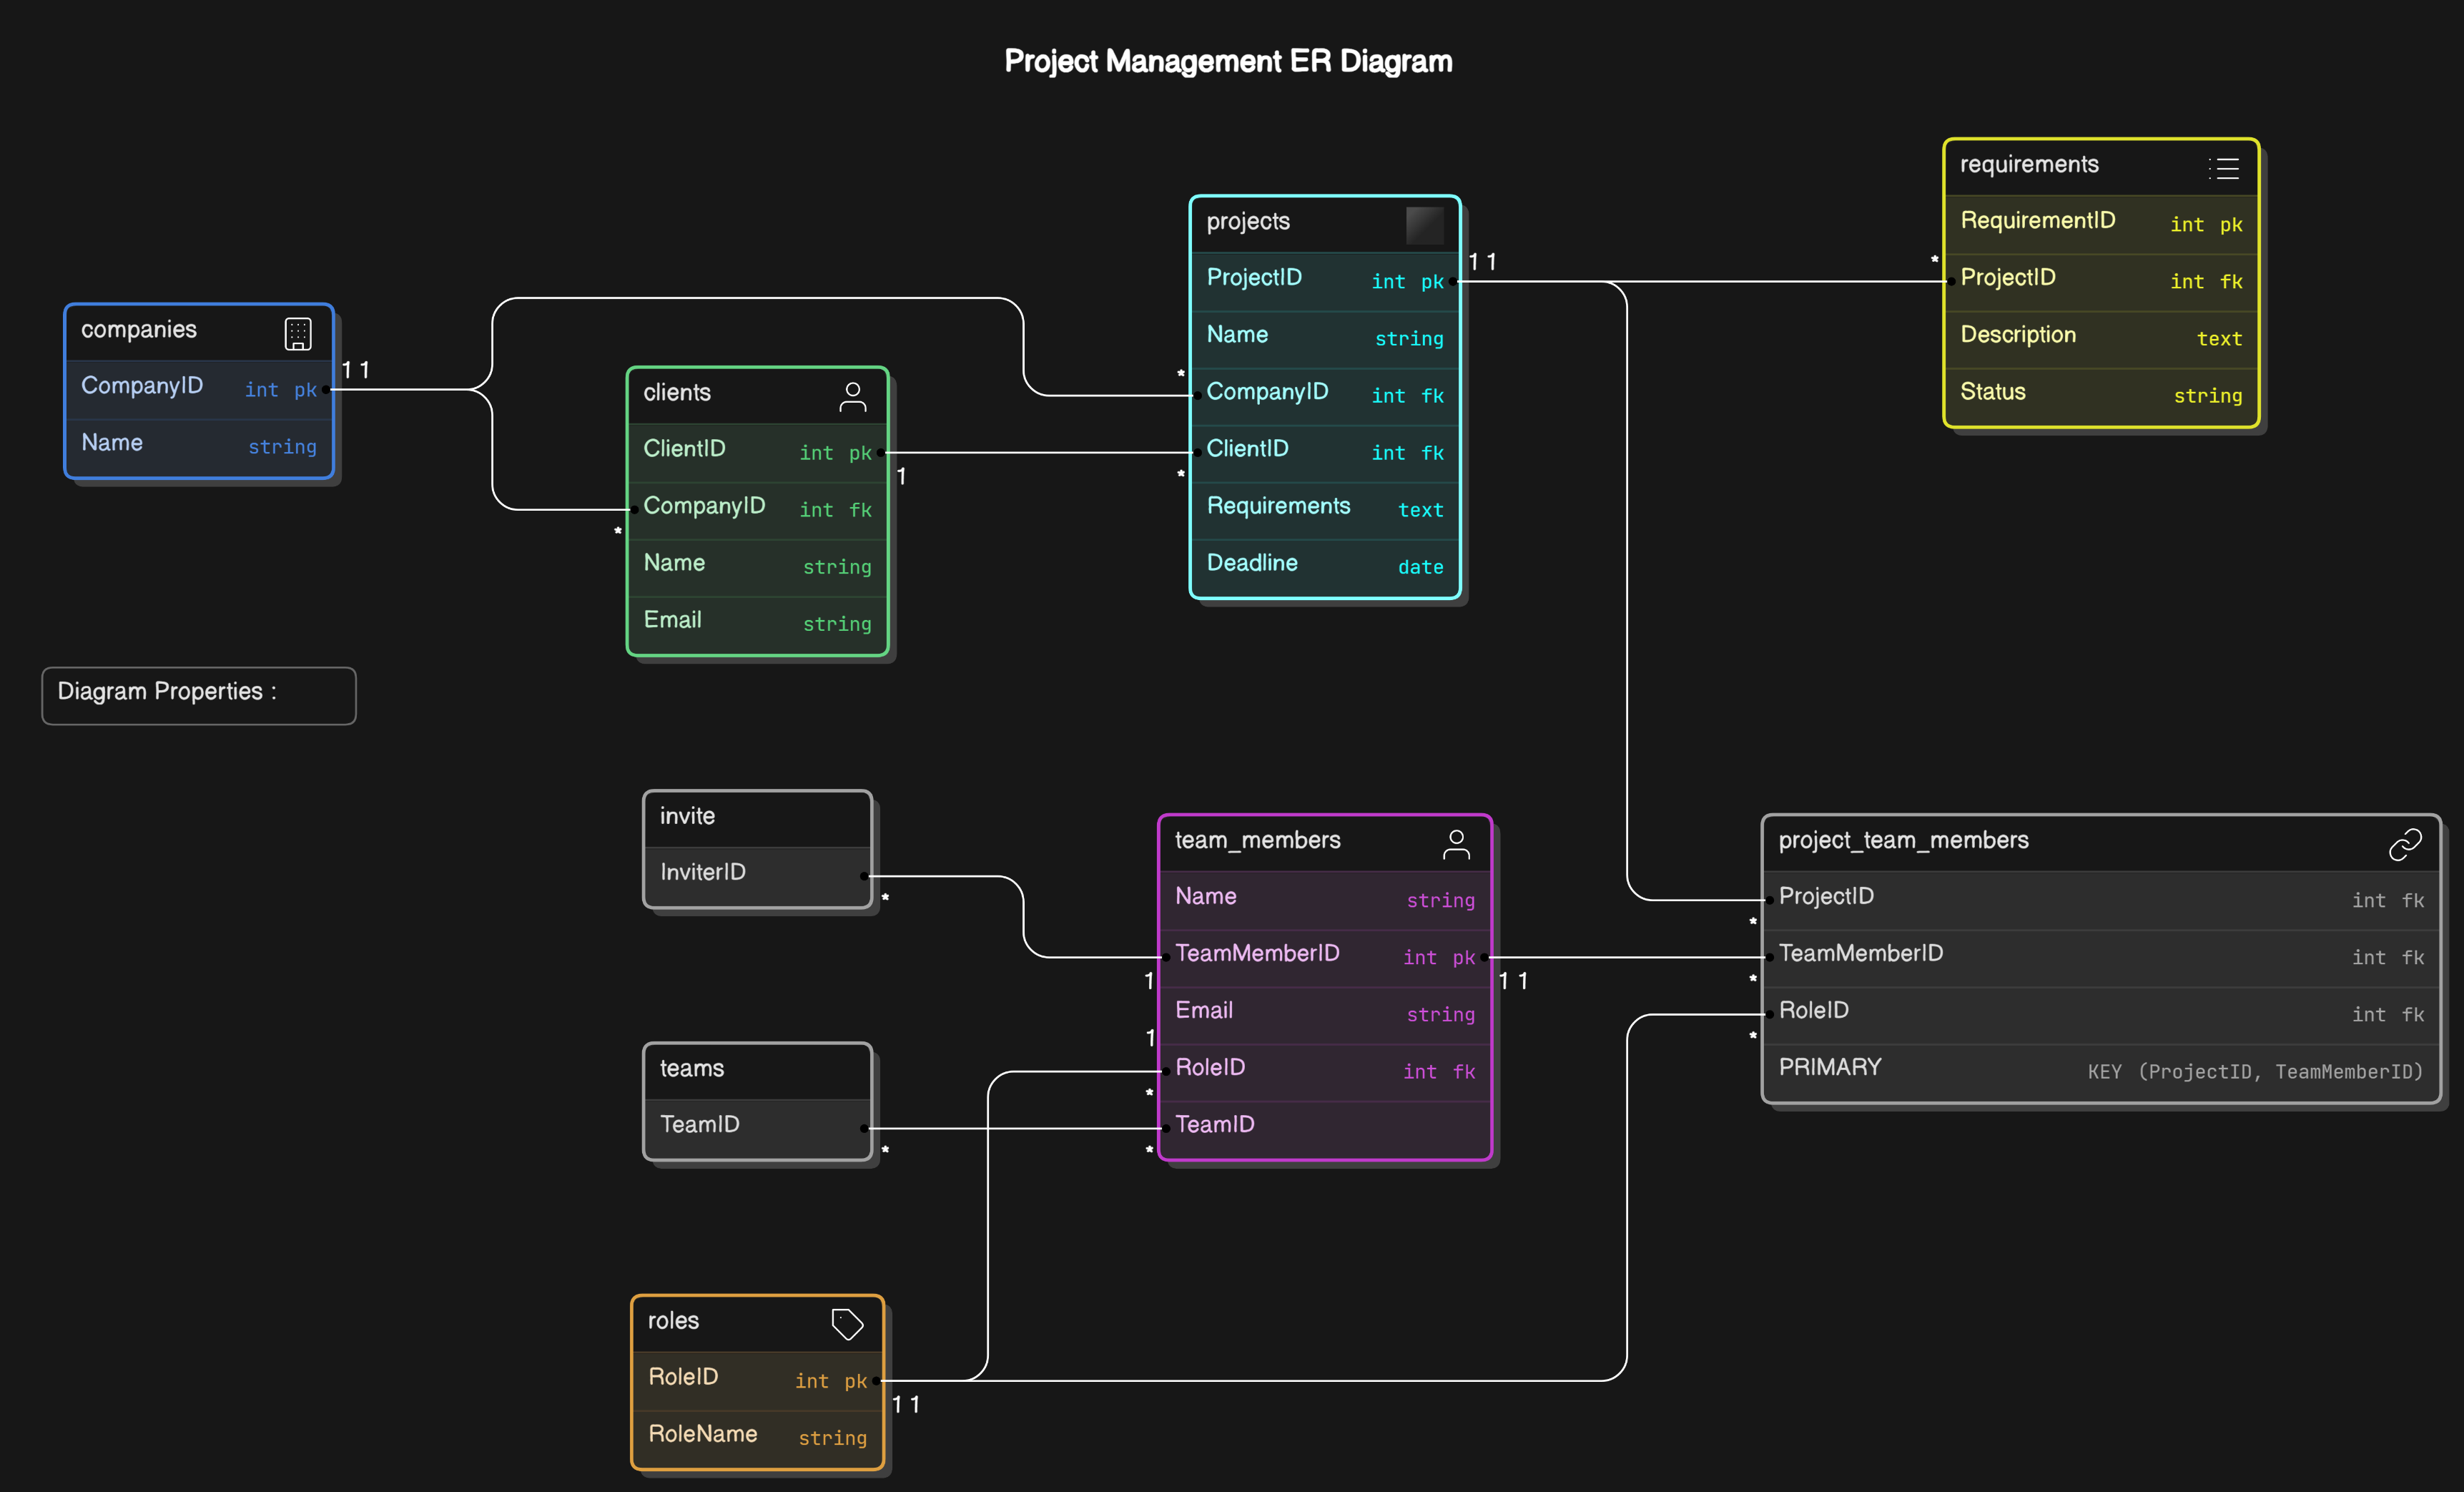 Project Management ER Diagram
companies
CompanyID int pk
Name string
1 1
clients
ClientID int pk
CompanyID int fk
Name string
Email string
*
1
projects
ProjectID int pk
Name string
CompanyID int fk
ClientID int fk
Requirements text
Deadline date
*
*
1 1
requirements
RequirementID int pk
ProjectID int fk
Description text
Status string
*
Diagram Properties :
invite
InviterID
*
teams
TeamID
*
team_members
Name string
TeamMemberID int pk
Email string
RoleID int fk
TeamID
1
1
*
*
1 1
project_team_members
ProjectID int fk
TeamMemberID int fk
RoleID int fk
PRIMARY KEY (ProjectID, TeamMemberID)
*
*
*
roles
RoleID int pk
RoleName string
1 1